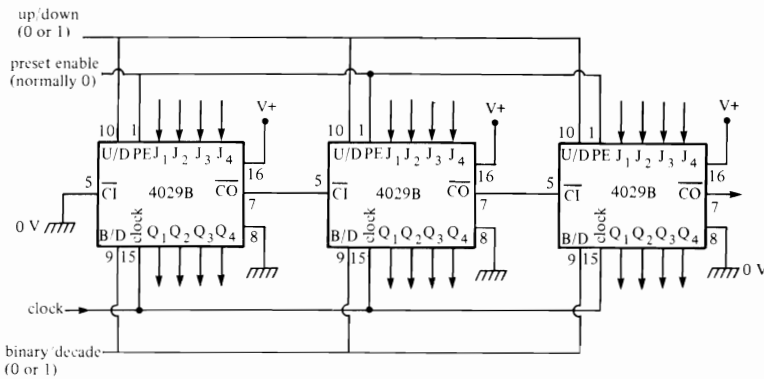 up/down
(0 or 1)
preset enable
(normally 0)
V+
V+
V+
10 1
10 1
10 1
U/D PE J1 J2 J3 J4
U/D PE J1 J2 J3 J4
U/D PE J1 J2 J3 J4
16
16
16
5
CI
4029B
CO
7
5
CI
4029B
CO
7
5
CI
4029B
CO
7
0 V
B/D clock Q1 Q2 Q3 Q4
8
B/D clock Q1 Q2 Q3 Q4
8
B/D clock Q1 Q2 Q3 Q4
8
9 15
9 15
9 15
0 V
clock
binary/decade
(0 or 1)